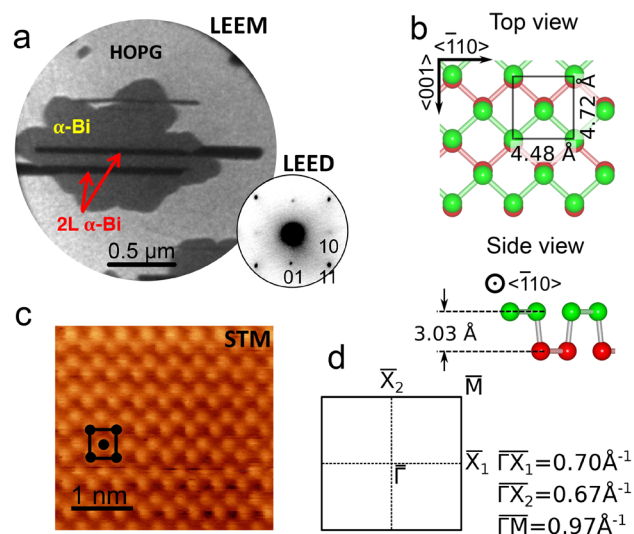 a
LEEM
HOPG
α-Bi
2L α-Bi
0.5 μm
LEED
10
01
11
b
Top view
<1̅10>
<001>
4.72 Å
4.48 Å
Side view
<1̅10>
3.03 Å
c
STM
1 nm
d
X̅₂
M̅
X̅₁
Γ̅
Γ̅X̅₁=0.70Å⁻¹
Γ̅X̅₂=0.67Å⁻¹
Γ̅M̅=0.97Å⁻¹